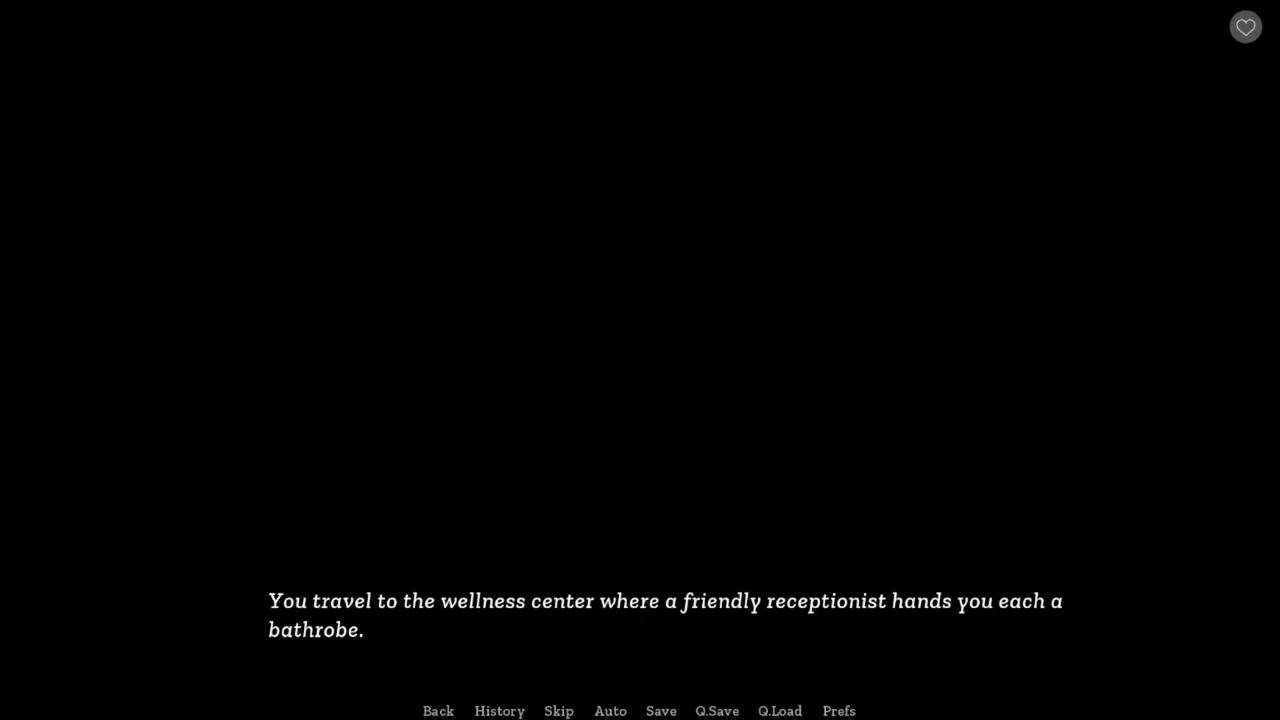 You travel to the wellness center where a friendly receptionist hands you each a
bathrobe.
Back History Skip Auto Save Q.Save Q.Load Prefs